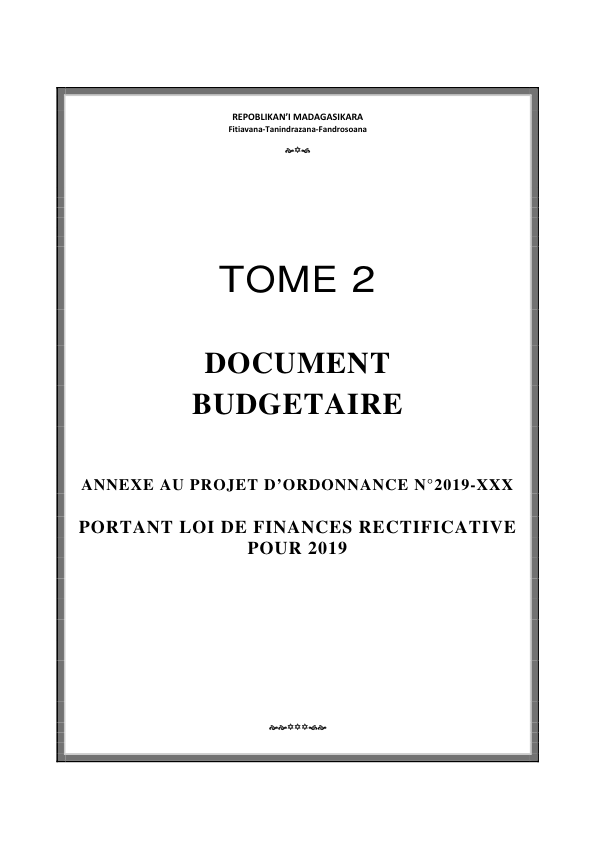 REPOBLIKAN'I MADAGASIKARA
Fitiavana-Tanindrazana-Fandrosoana
TOME 2
DOCUMENT
BUDGETAIRE
ANNEXE AU PROJET D’ORDONNANCE N°2019-XXX
PORTANT LOI DE FINANCES RECTIFICATIVE
POUR 2019